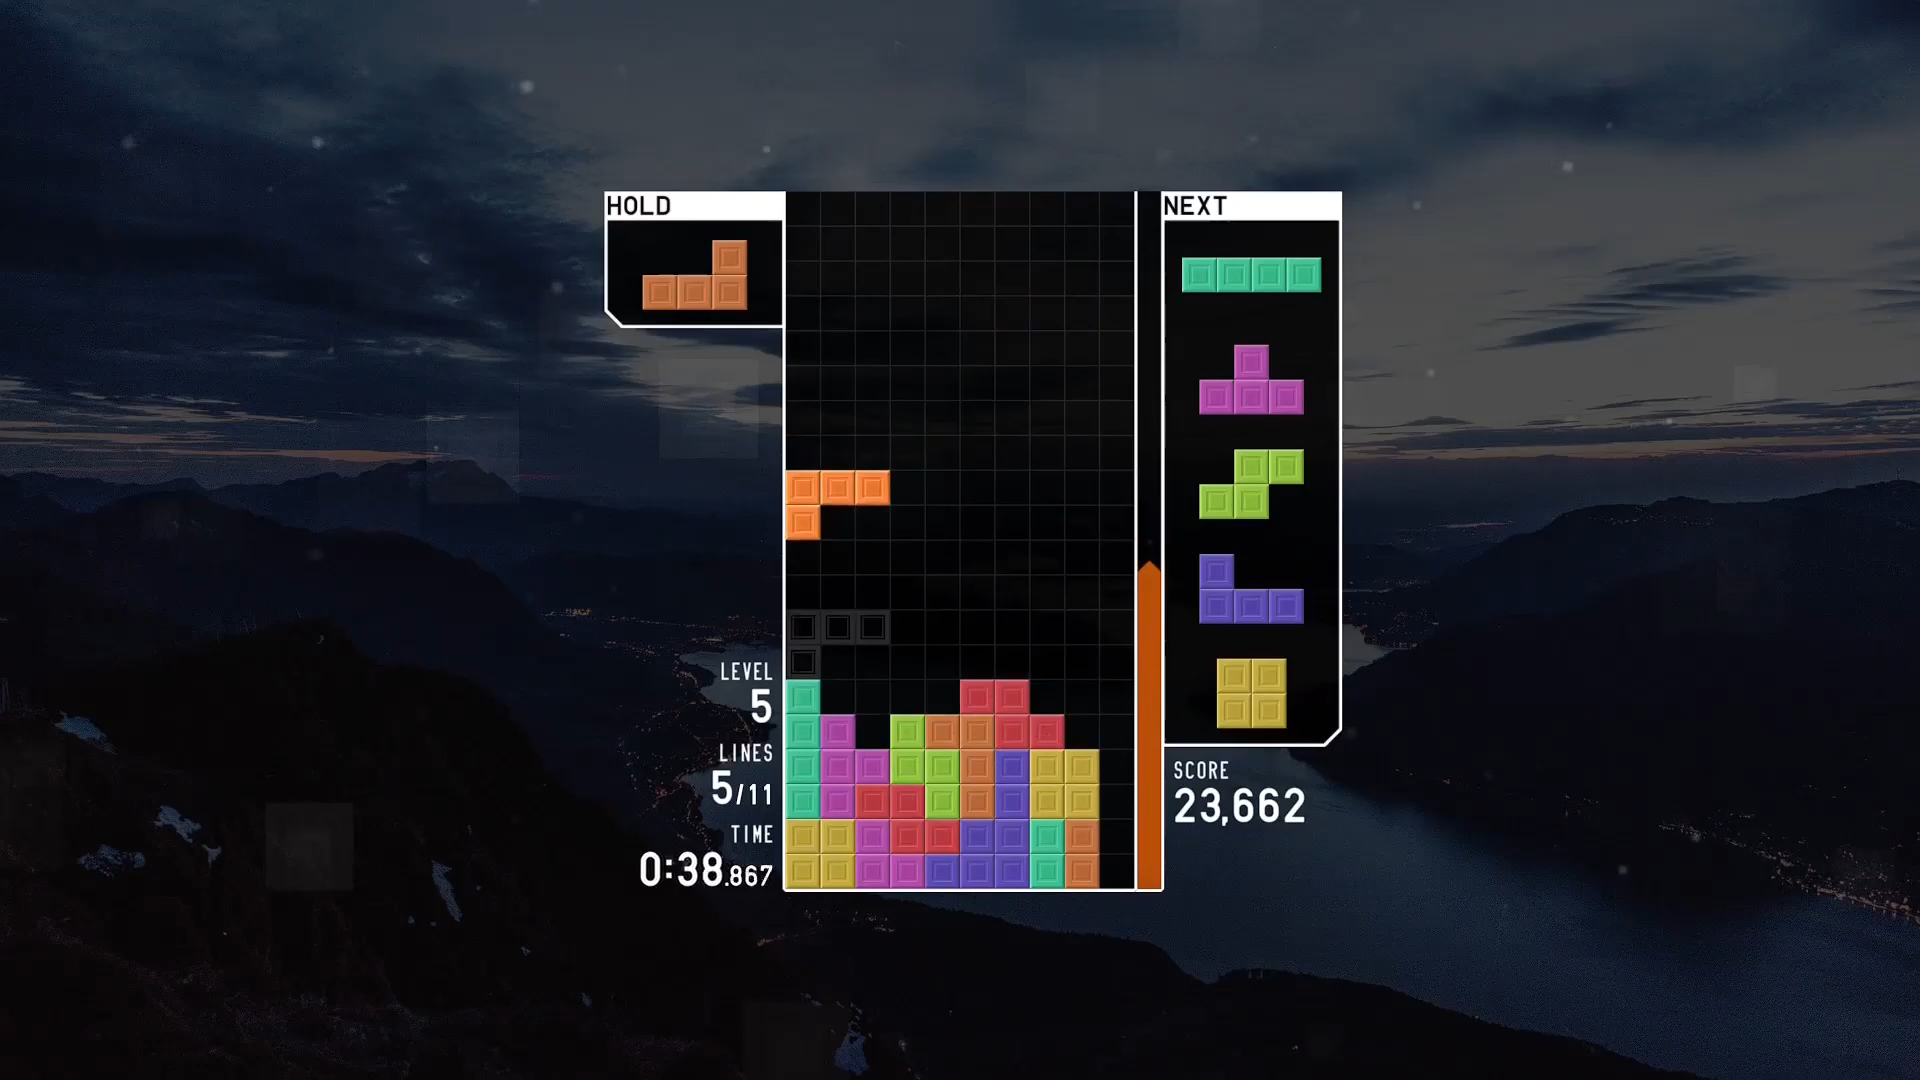 HOLD
NEXT
LEVEL
5
LINES
5/11
TIME
0:38.867
SCORE
23,662